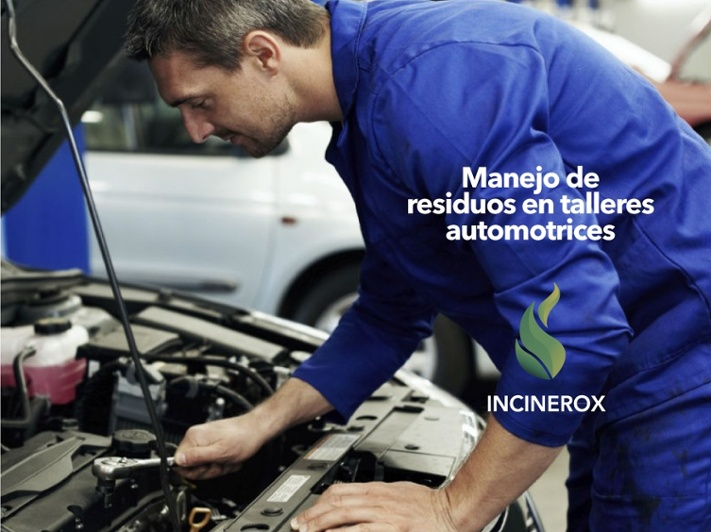 Manejo de
residuos en talleres
automotrices
INCINEROX